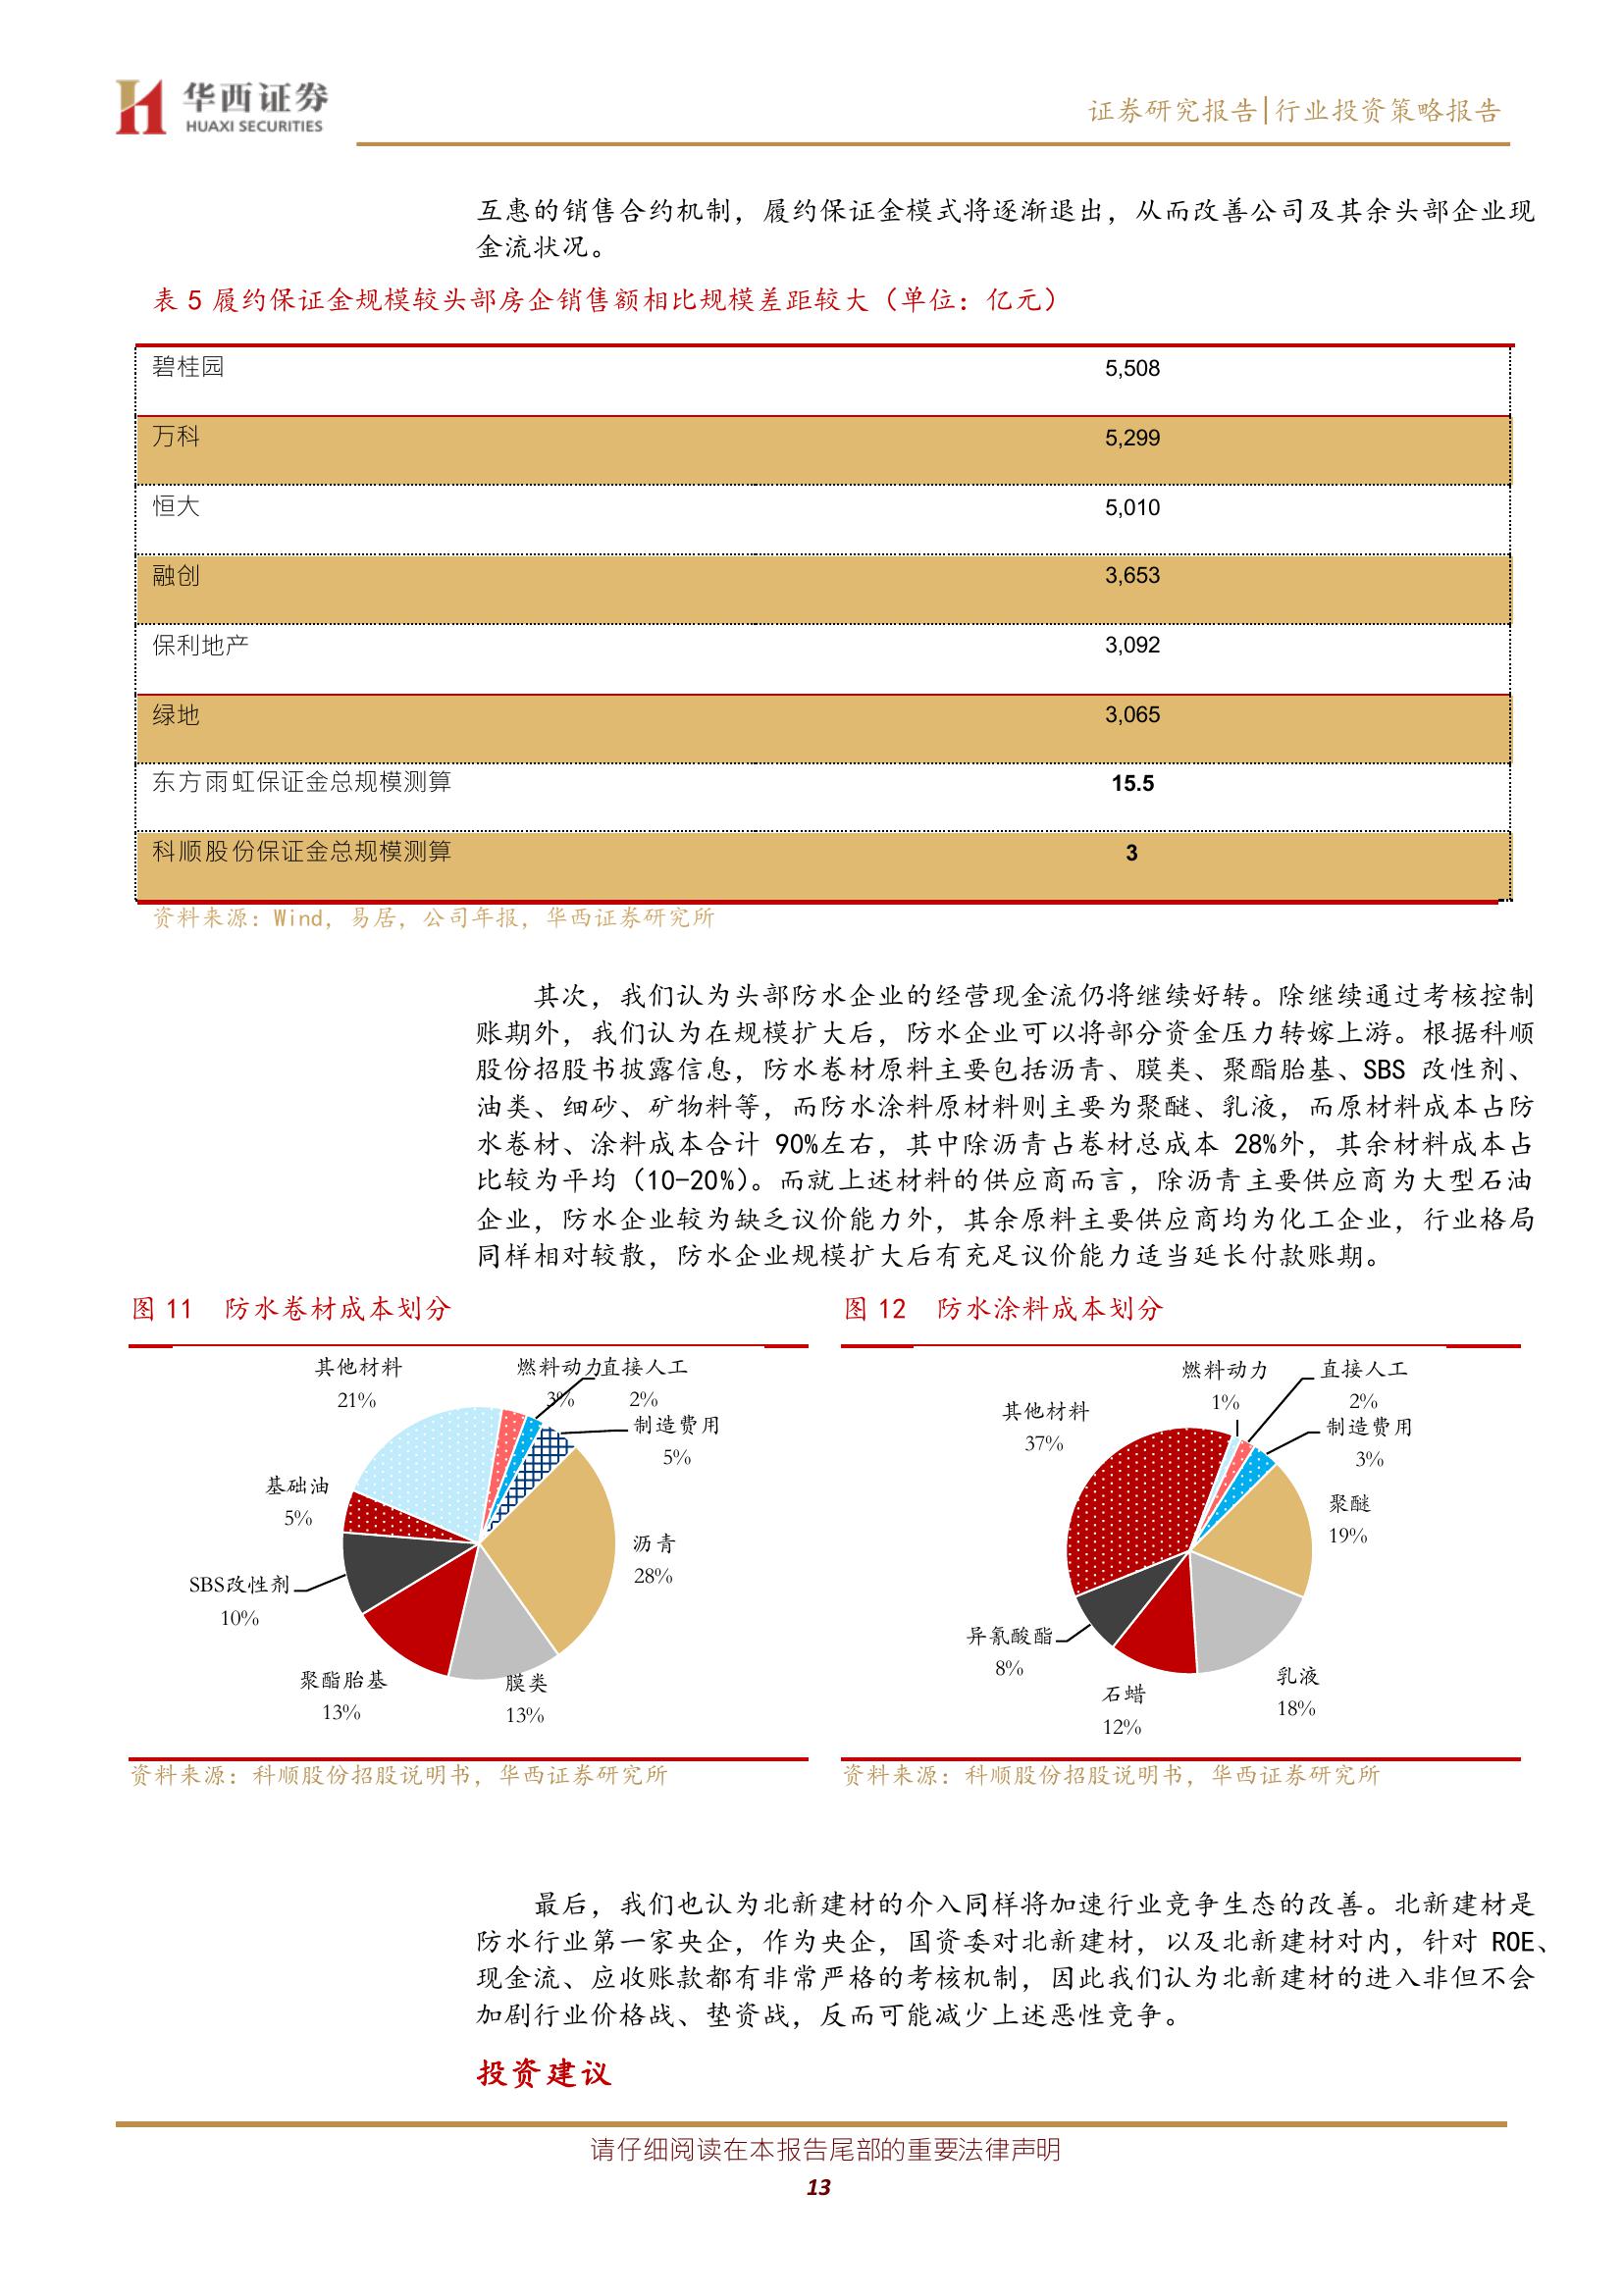 华西证券
HUAXI SECURITIES
证券研究报告|行业投资策略报告
互惠的销售合约机制，履约保证金模式将逐渐退出，从而改善公司及其余头部企业现
金流状况。
表 5 履约保证金规模较头部房企销售额相比规模差距较大（单位：亿元）
碧桂园 5,508
万科 5,299
恒大 5,010
融创 3,653
保利地产 3,092
绿地 3,065
东方雨虹保证金总规模测算 15.5
科顺股份保证金总规模测算 3
资料来源：Wind，易居，公司年报，华西证券研究所
其次，我们认为头部防水企业的经营现金流仍将继续好转。除继续通过考核控制
账期外，我们认为在规模扩大后，防水企业可以将部分资金压力转嫁上游。根据科顺
股份招股书披露信息，防水卷材原料主要包括沥青、膜类、聚酯胎基、SBS 改性剂、
油类、细砂、矿物料等，而防水涂料原材料则主要为聚醚、乳液，而原材料成本占防
水卷材、涂料成本合计 90%左右，其中除沥青占卷材总成本 28%外，其余材料成本占
比较为平均（10-20%）。而就上述材料的供应商而言，除沥青主要供应商为大型石油
企业，防水企业较为缺乏议价能力外，其余原料主要供应商均为化工企业，行业格局
同样相对较散，防水企业规模扩大后有充足议价能力适当延长付款账期。
图 11 防水卷材成本划分
其他材料
21%
燃料动力
3%
直接人工
2%
制造费用
5%
基础油
5%
沥青
28%
SBS改性剂
10%
聚酯胎基
13%
膜类
13%
资料来源：科顺股份招股说明书，华西证券研究所
图 12 防水涂料成本划分
燃料动力
1%
直接人工
2%
其他材料
37%
制造费用
3%
聚醚
19%
异氰酸酯
8%
石蜡
12%
乳液
18%
资料来源：科顺股份招股说明书，华西证券研究所
最后，我们也认为北新建材的介入同样将加速行业竞争生态的改善。北新建材是
防水行业第一家央企，作为央企，国资委对北新建材，以及北新建材对内，针对 ROE、
现金流、应收账款都有非常严格的考核机制，因此我们认为北新建材的进入非但不会
加剧行业价格战、垫资战，反而可能减少上述恶性竞争。
投资建议
请仔细阅读在本报告尾部的重要法律声明
13